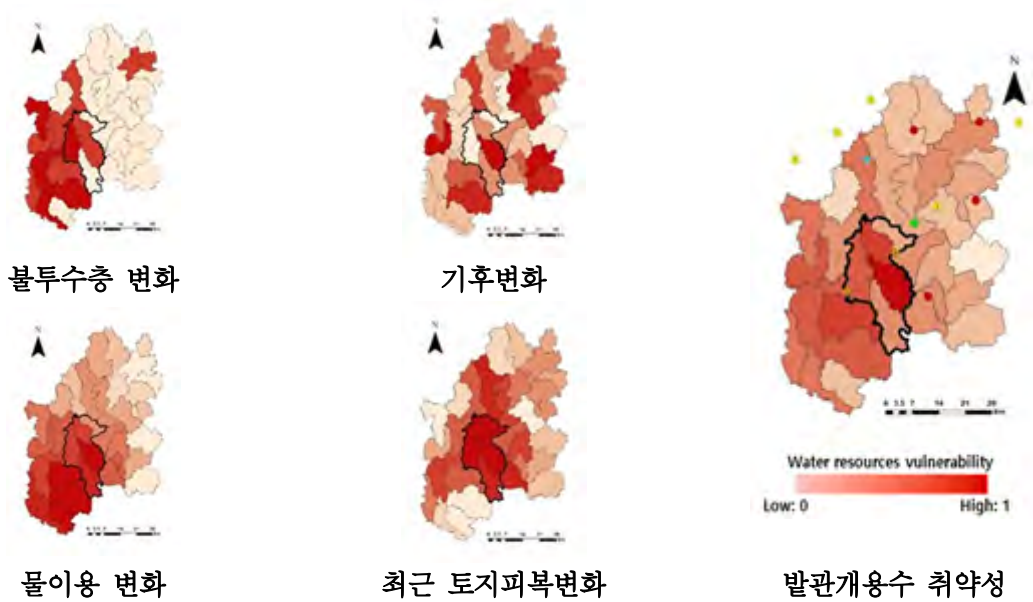 N
N
불투수층 변화
기후변화
N
N
N
Water resources vulnerability
Low: 0
High: 1
물이용 변화
최근 토지피복변화
밭관개용수 취약성